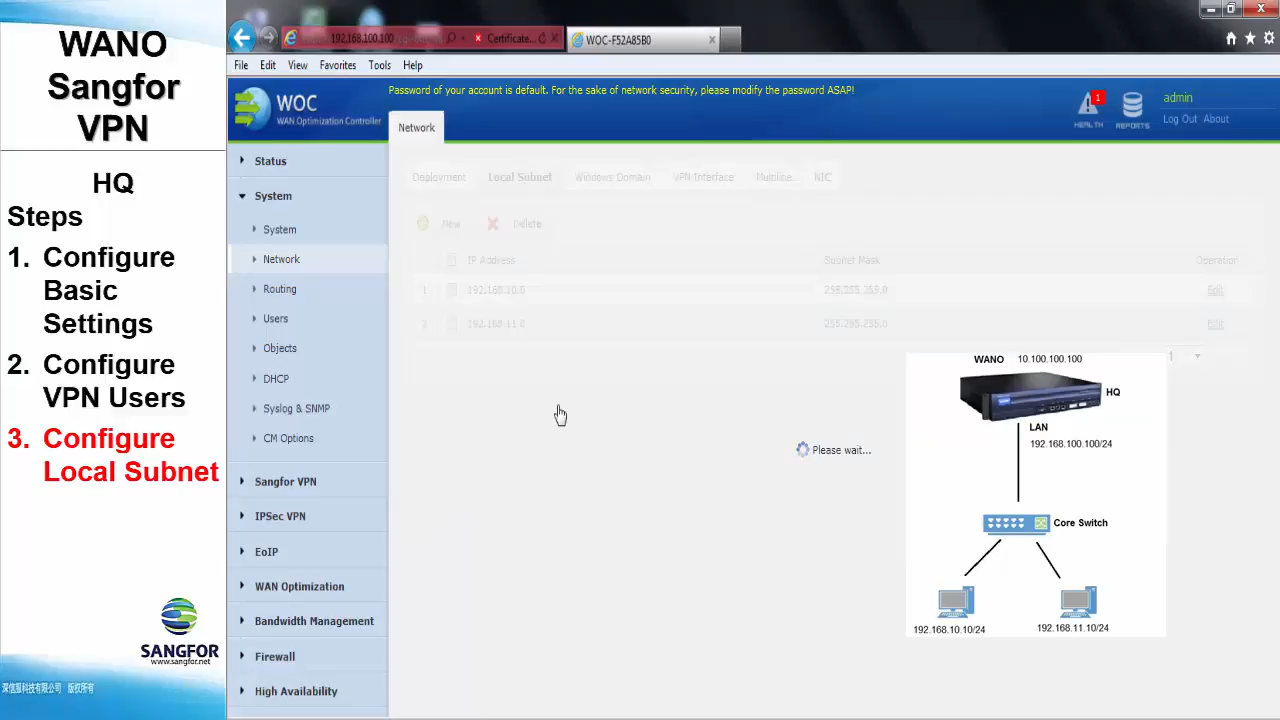 WANO
Sangfor
VPN
HQ
Steps
1. Configure
Basic
Settings
2. Configure
VPN Users
3. Configure
Local Subnet
SANGFOR
www.sangfor.net
深信服科技有限公司 版权所有
192.168.100.100
Certificate...
WOC-F52A85B0
File Edit View Favorites Tools Help
WOC
WAN Optimization Controller
Password of your account is default. For the sake of network security, please modify the password ASAP!
1
HEALTH
REPORTS
admin
Log Out About
Network
Status
System
System
Network
Routing
Users
Objects
DHCP
Syslog & SNMP
CM Options
Sangfor VPN
IPSec VPN
EoIP
WAN Optimization
Bandwidth Management
Firewall
High Availability
Deployment Local Subnet Windows Domain VPN Interface Multiline... NIC
New Delete
IP Address Subnet Mask Operation
1 192.168.10.0 255.255.255.0 Edit
2 192.168.11.0 255.255.255.0 Edit
Please wait...
WANO 10.100.100.100
HQ
LAN
192.168.100.100/24
Core Switch
192.168.10.10/24
192.168.11.10/24